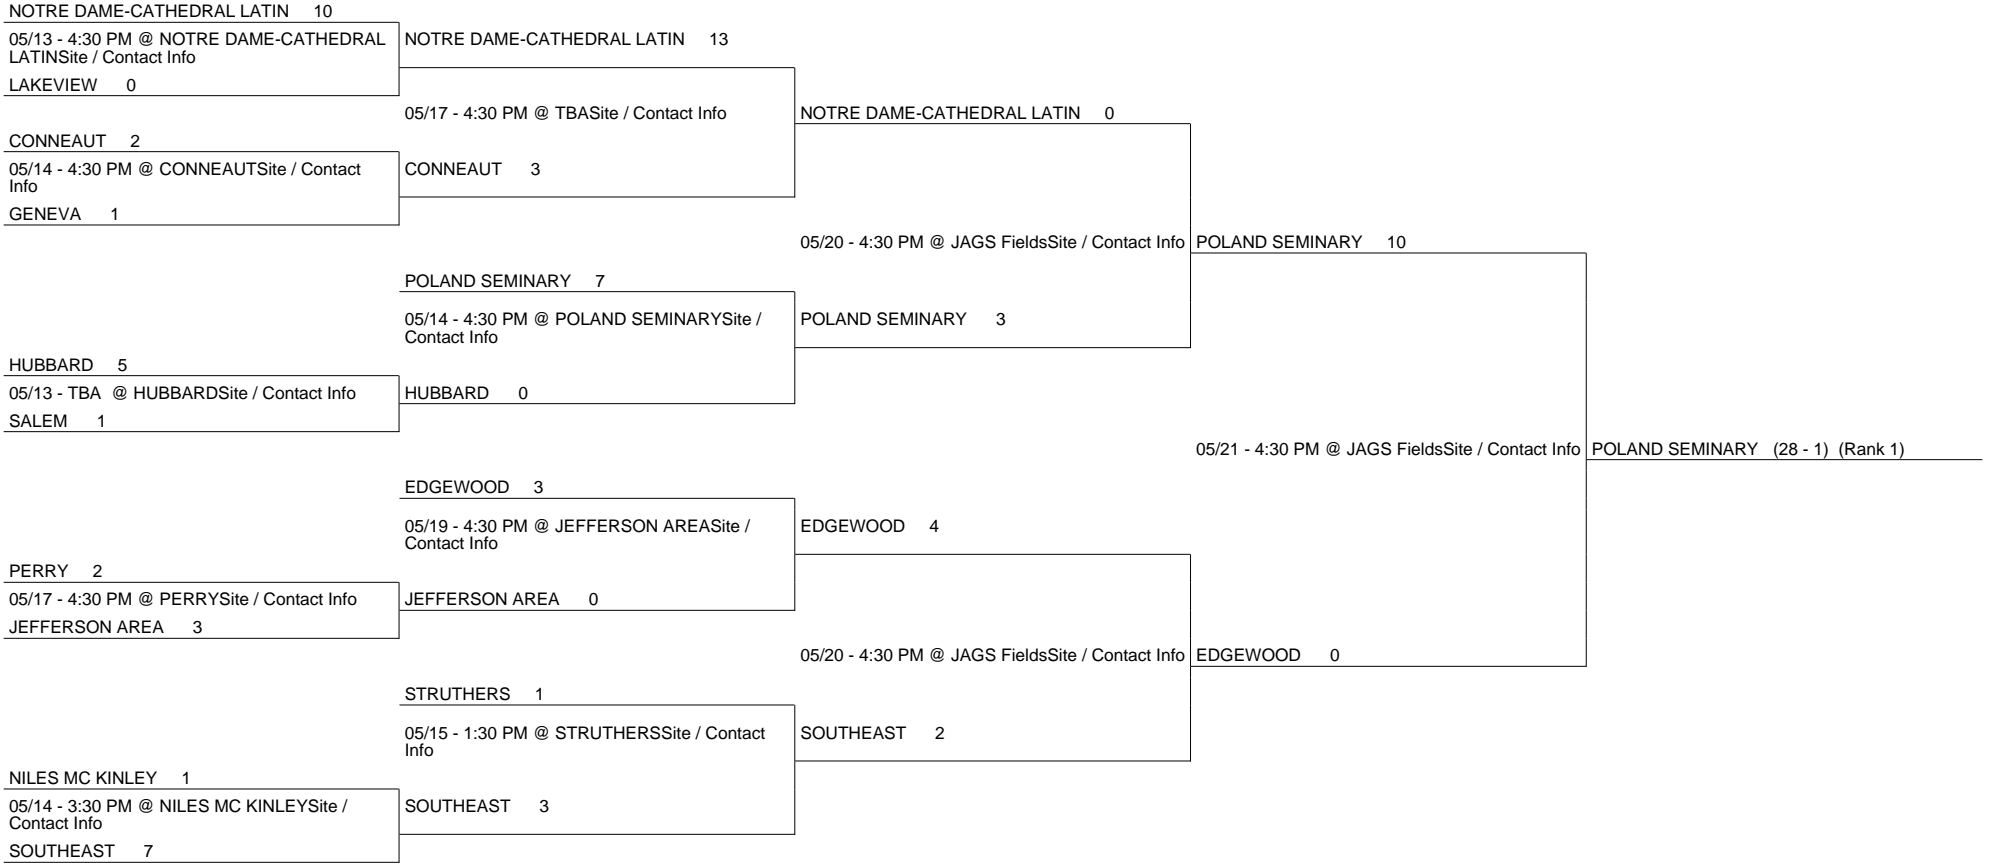 NOTRE DAME-CATHEDRAL LATIN 10
05/13 - 4:30 PM @ NOTRE DAME-CATHEDRAL
LATINSite / Contact Info
LAKEVIEW 0
CONNEAUT 2
05/14 - 4:30 PM @ CONNEAUTSite / Contact
Info
GENEVA 1
HUBBARD 5
05/13 - TBA @ HUBBARDSite / Contact Info
SALEM 1
PERRY 2
05/17 - 4:30 PM @ PERRYSite / Contact Info
JEFFERSON AREA 3
NILES MC KINLEY 1
05/14 - 3:30 PM @ NILES MC KINLEYSite /
Contact Info
SOUTHEAST 7
NOTRE DAME-CATHEDRAL LATIN 13
05/17 - 4:30 PM @ TBASite / Contact Info
CONNEAUT 3
POLAND SEMINARY 7
05/14 - 4:30 PM @ POLAND SEMINARYSite /
Contact Info
HUBBARD 0
EDGEWOOD 3
05/19 - 4:30 PM @ JEFFERSON AREASite /
Contact Info
JEFFERSON AREA 0
STRUTHERS 1
05/15 - 1:30 PM @ STRUTHERSSite / Contact
Info
SOUTHEAST 3
NOTRE DAME-CATHEDRAL LATIN 0
05/20 - 4:30 PM @ JAGS FieldsSite / Contact Info
POLAND SEMINARY 3
EDGEWOOD 4
05/20 - 4:30 PM @ JAGS FieldsSite / Contact Info
SOUTHEAST 2
POLAND SEMINARY 10
05/21 - 4:30 PM @ JAGS FieldsSite / Contact Info
EDGEWOOD 0
POLAND SEMINARY (28 - 1) (Rank 1)